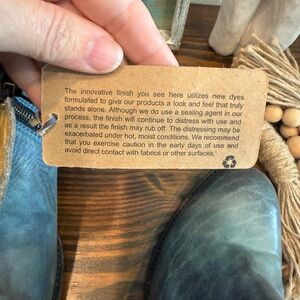 The innovative finish you see here utilizes new dyes
formulated to give our products a look and feel that truly
stands alone. Although we do use a sealing agent in our
process, the finish will continue to distress with use and
as a result the finish may rub off. The distressing may be
exacerbated under hot, moist conditions. We recommend
that you exercise caution in the early days of use and
avoid direct contact with fabrics or other surfaces.